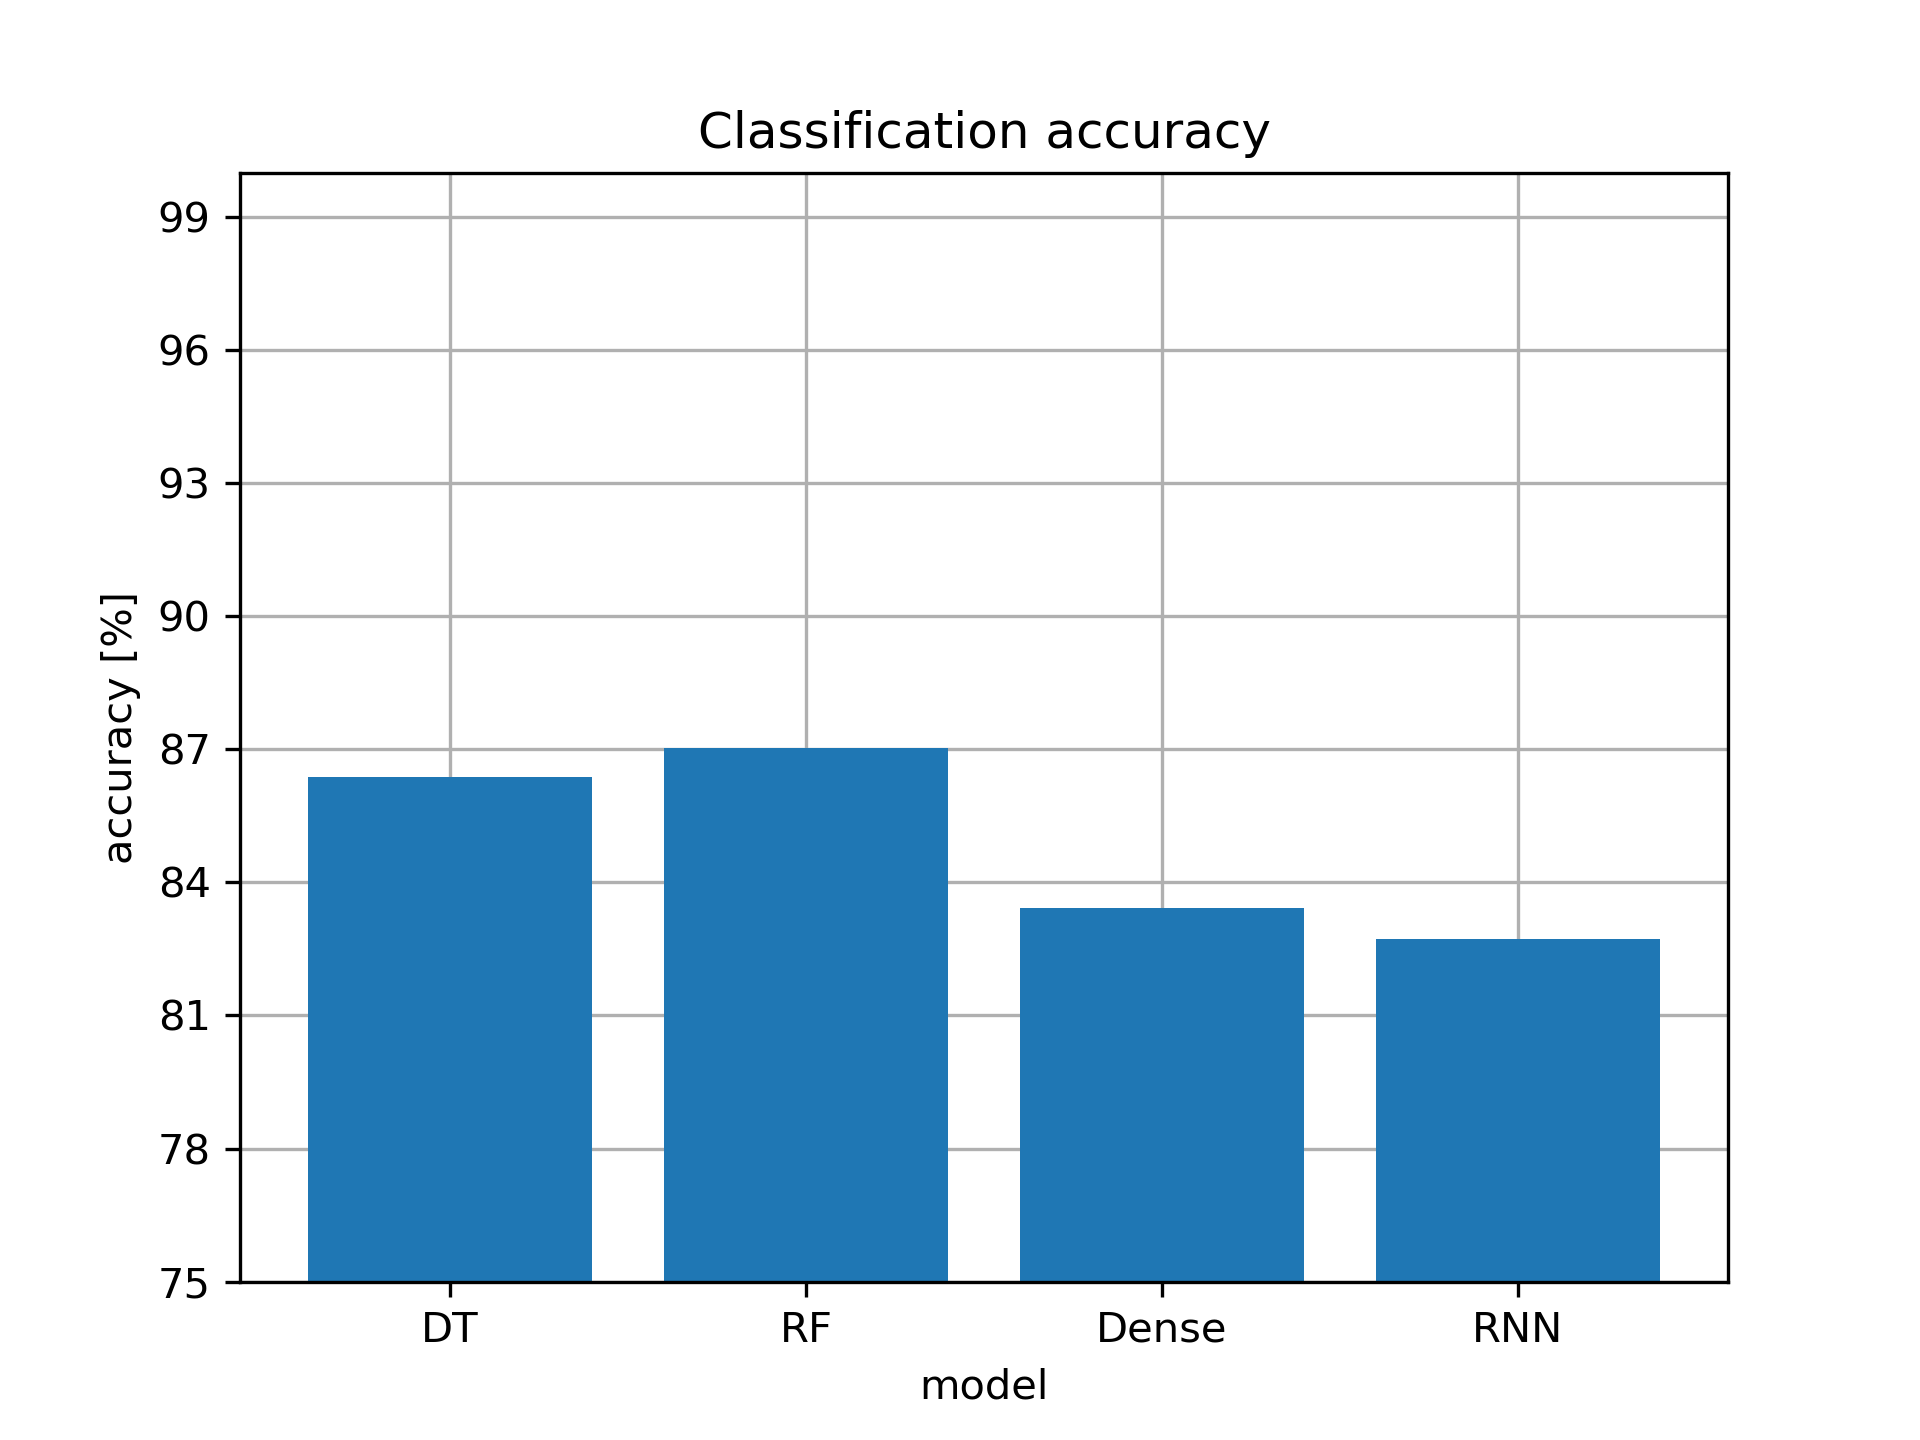 Classification accuracy
99
96
93
90
87
84
81
78
75
accuracy [%]
DT RF Dense RNN
model